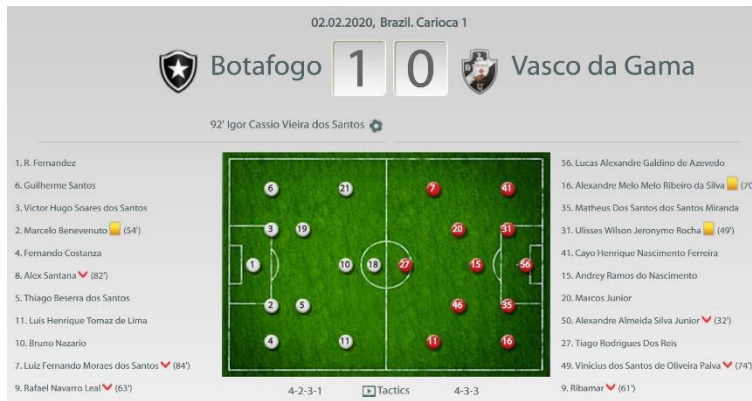 02.02.2020, Brazil. Carioca 1
Botafogo 1 0 Vasco da Gama
92' Igor Cassio Vieira dos Santos
1. R. Fernandez
6. Guilherme Santos
3. Victor Hugo Soares dos Santos
2. Marcelo Benevenuto (54')
4. Fernando Costanza
8. Alex Santana (82')
5. Thiago Beserra dos Santos
11. Luis Henrique Tomaz de Lima
10. Bruno Nazario
7. Luiz Fernando Moraes dos Santos (84')
9. Rafael Navarro Leal (63')
6 21 7 41
3 19 20 31
1 10 18 27 15 56
2 5 46 35
4 11 11 16
4-2-3-1 Tactics 4-3-3
56. Lucas Alexandre Galdino de Azevedo
16. Alexandre Melo Melo Ribeiro da Silva (70
35. Matheus Dos Santos dos Santos Miranda
31. Ulisses Wilson Jeronymo Rocha (49')
41. Cayo Henrique Nascimento Ferreira
15. Andrey Ramos do Nascimento
20. Marcos Junior
50. Alexandre Almeida Silva Junior (32')
27. Tiago Rodrigues Dos Reis
49. Vinicius dos Santos de Oliveira Paiva (74'
9. Ribamar (61')